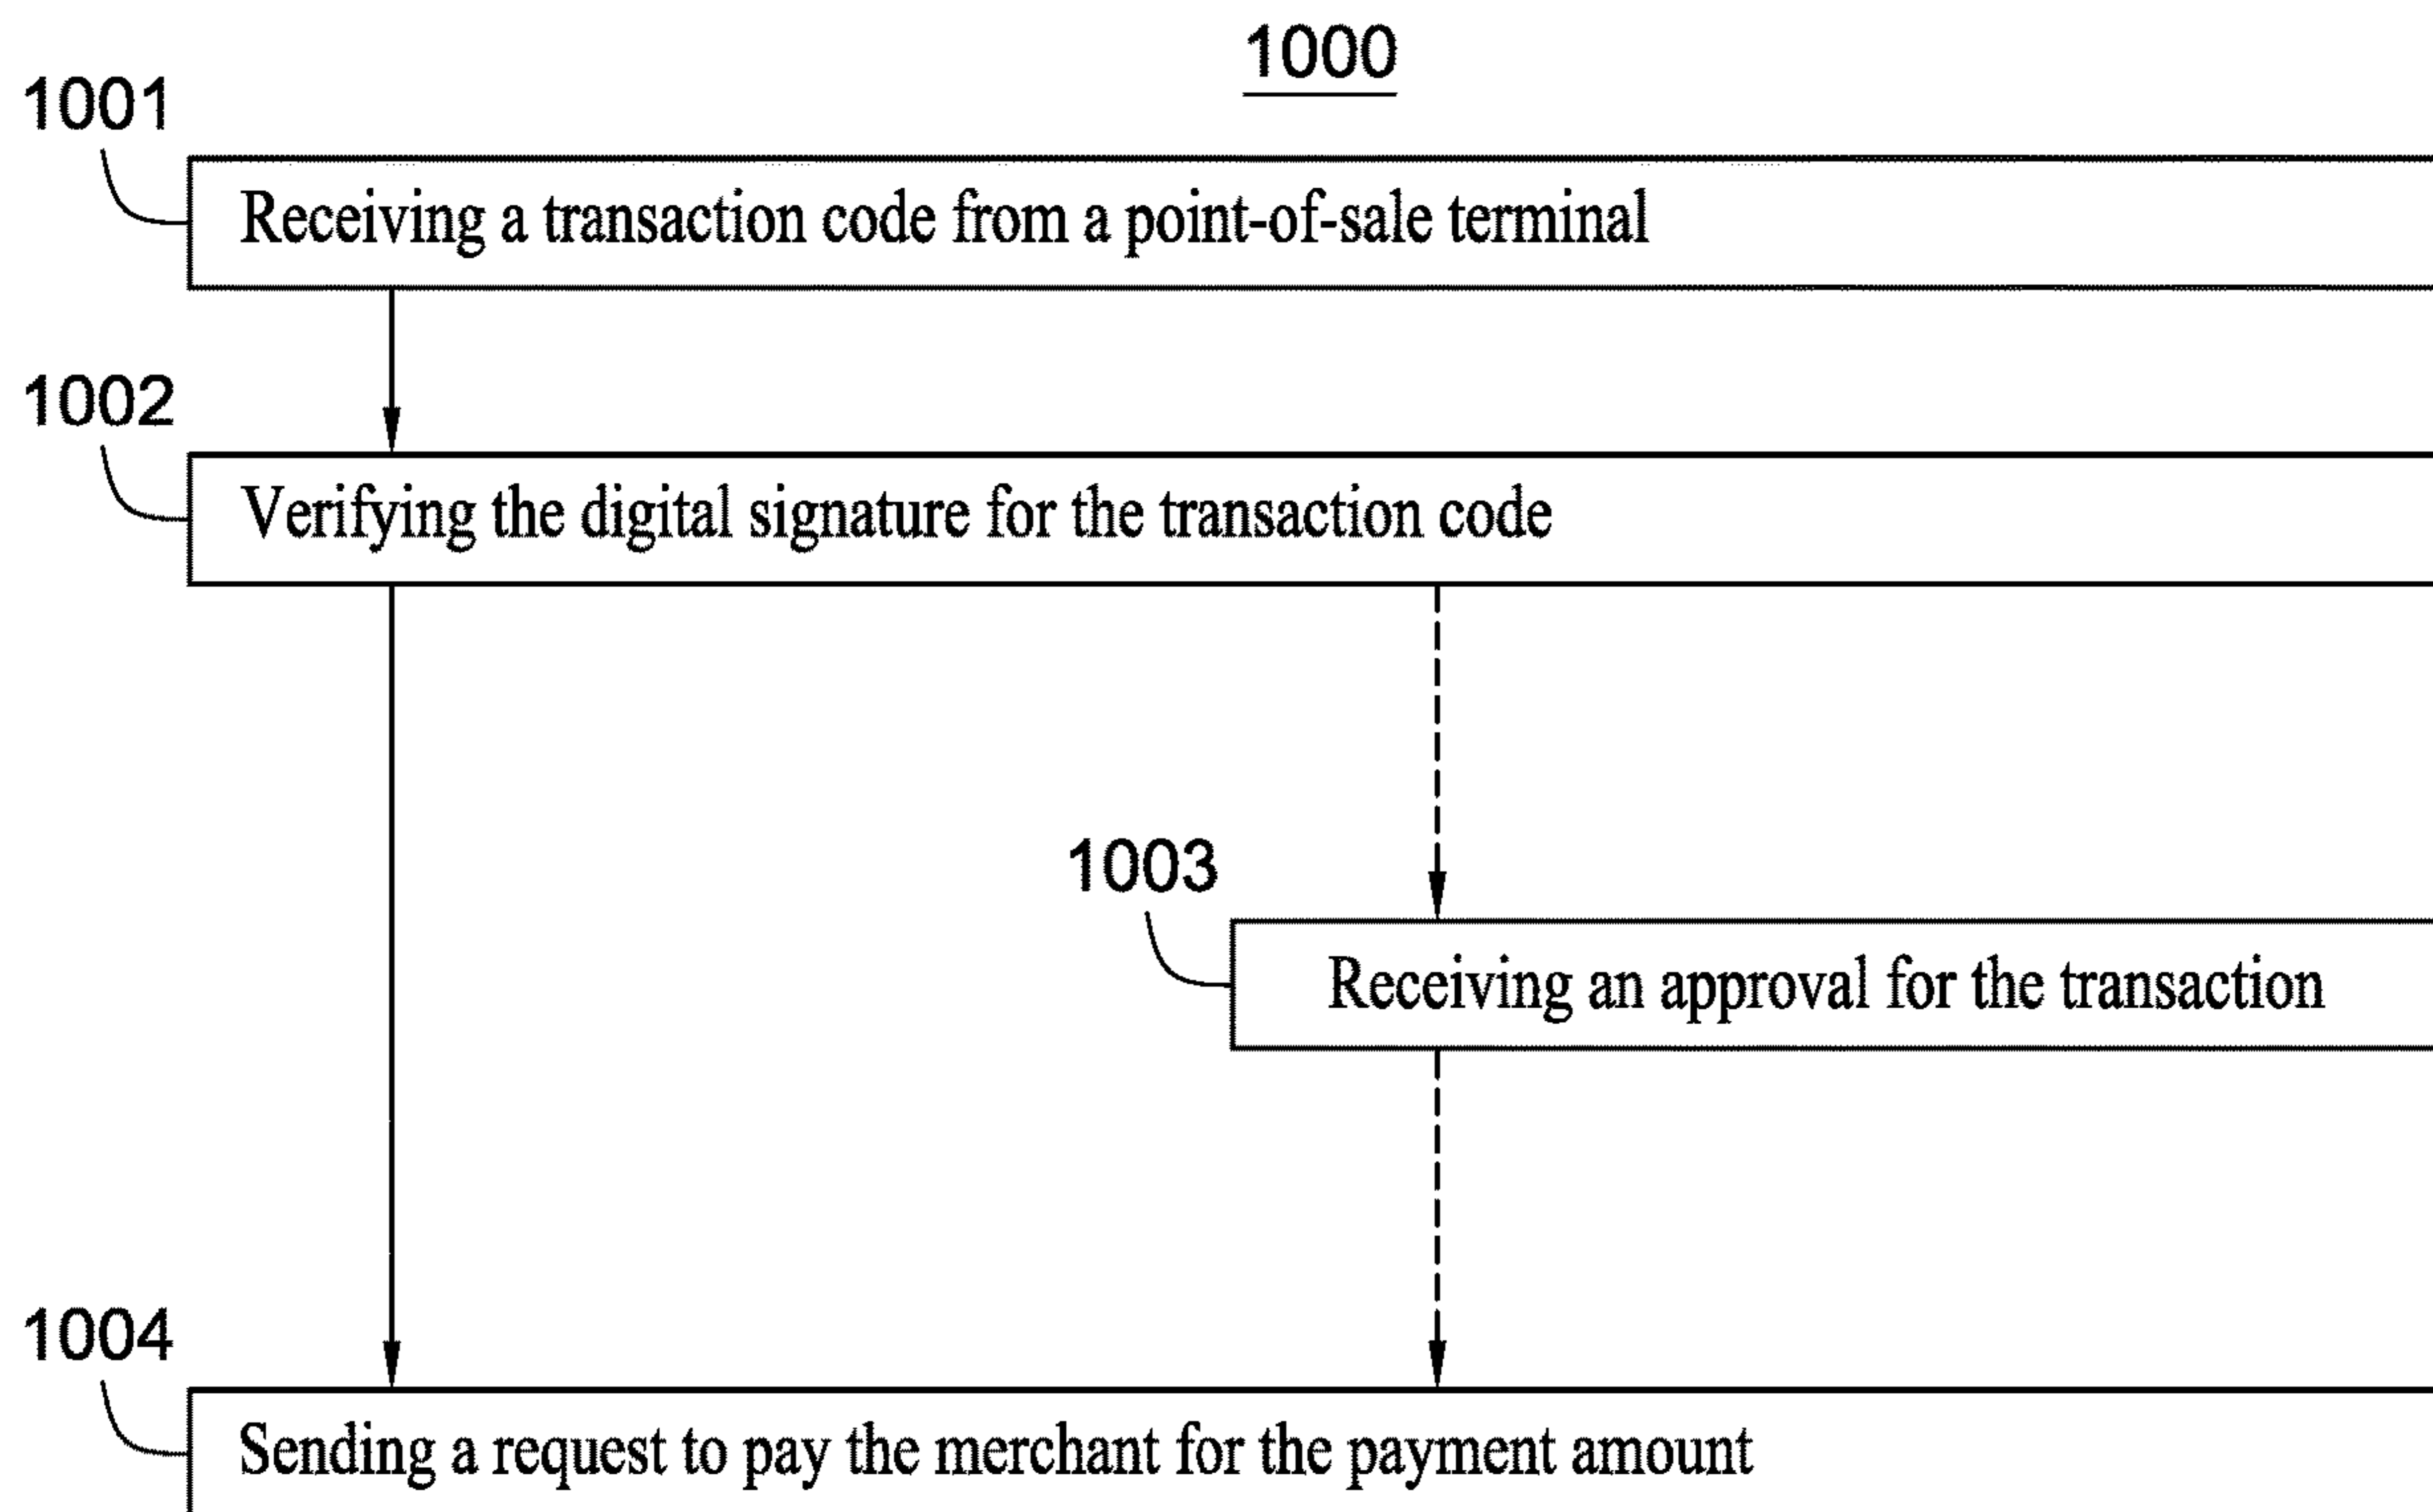 1000
1001
Receiving a transaction code from a point-of-sale terminal
1002
Verifying the digital signature for the transaction code
1003
Receiving an approval for the transaction
1004
Sending a request to pay the merchant for the payment amount